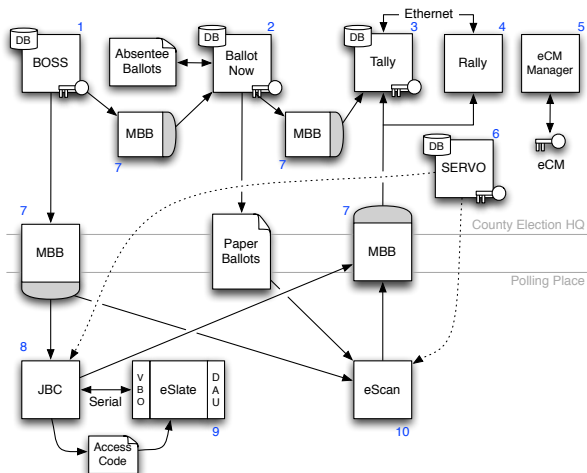 1
2
3
4
5
Ethernet
DB
BOSS
Absentee
Ballots
DB
Ballot
Now
DB
Tally
Rally
eCM
Manager
MBB
7
MBB
7
6
DB
SERVO
eCM
7
MBB
Paper
Ballots
7
MBB
County Election HQ
Polling Place
8
JBC
Serial
V
B
O
eSlate
D
A
U
9
eScan
10
Access
Code